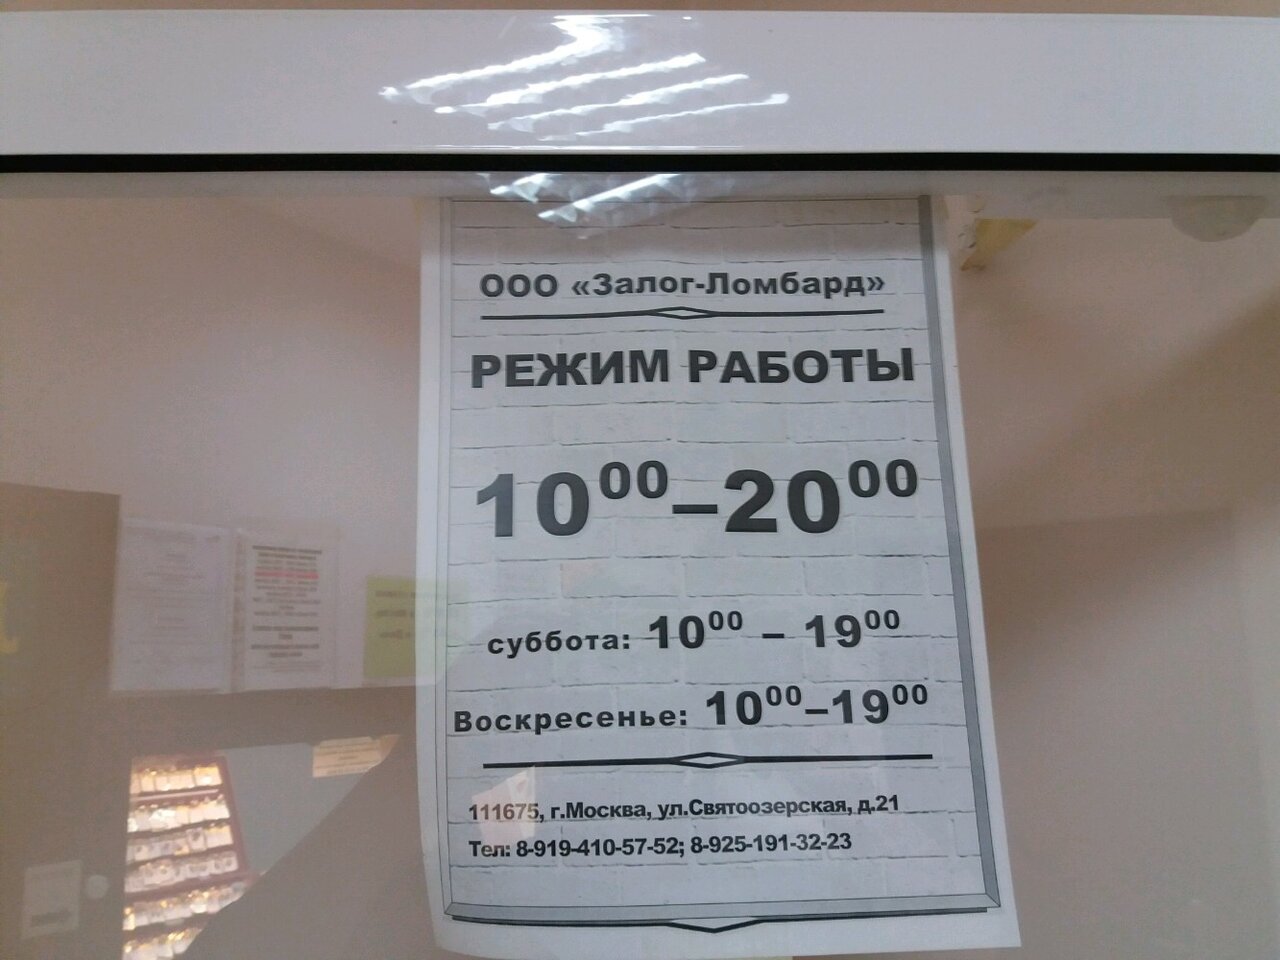 ООО «Залог-Ломбард»
РЕЖИМ РАБОТЫ
10⁰⁰–20⁰⁰
суббота: 10⁰⁰ – 19⁰⁰
Воскресенье: 10⁰⁰–19⁰⁰
111675, г.Москва, ул.Святоозерская, д.21
Тел: 8-919-410-57-52; 8-925-191-32-23